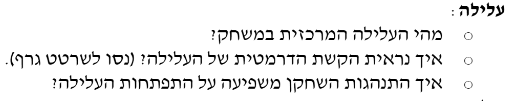 עלילה:
○ מהי העלילה המרכזית במשחק?
○ איך נראית הקשת הדרמטית של העלילה? (נסו לשרטט גרף).
○ איך התנהגות השחקן משפיעה על התפתחות העלילה?